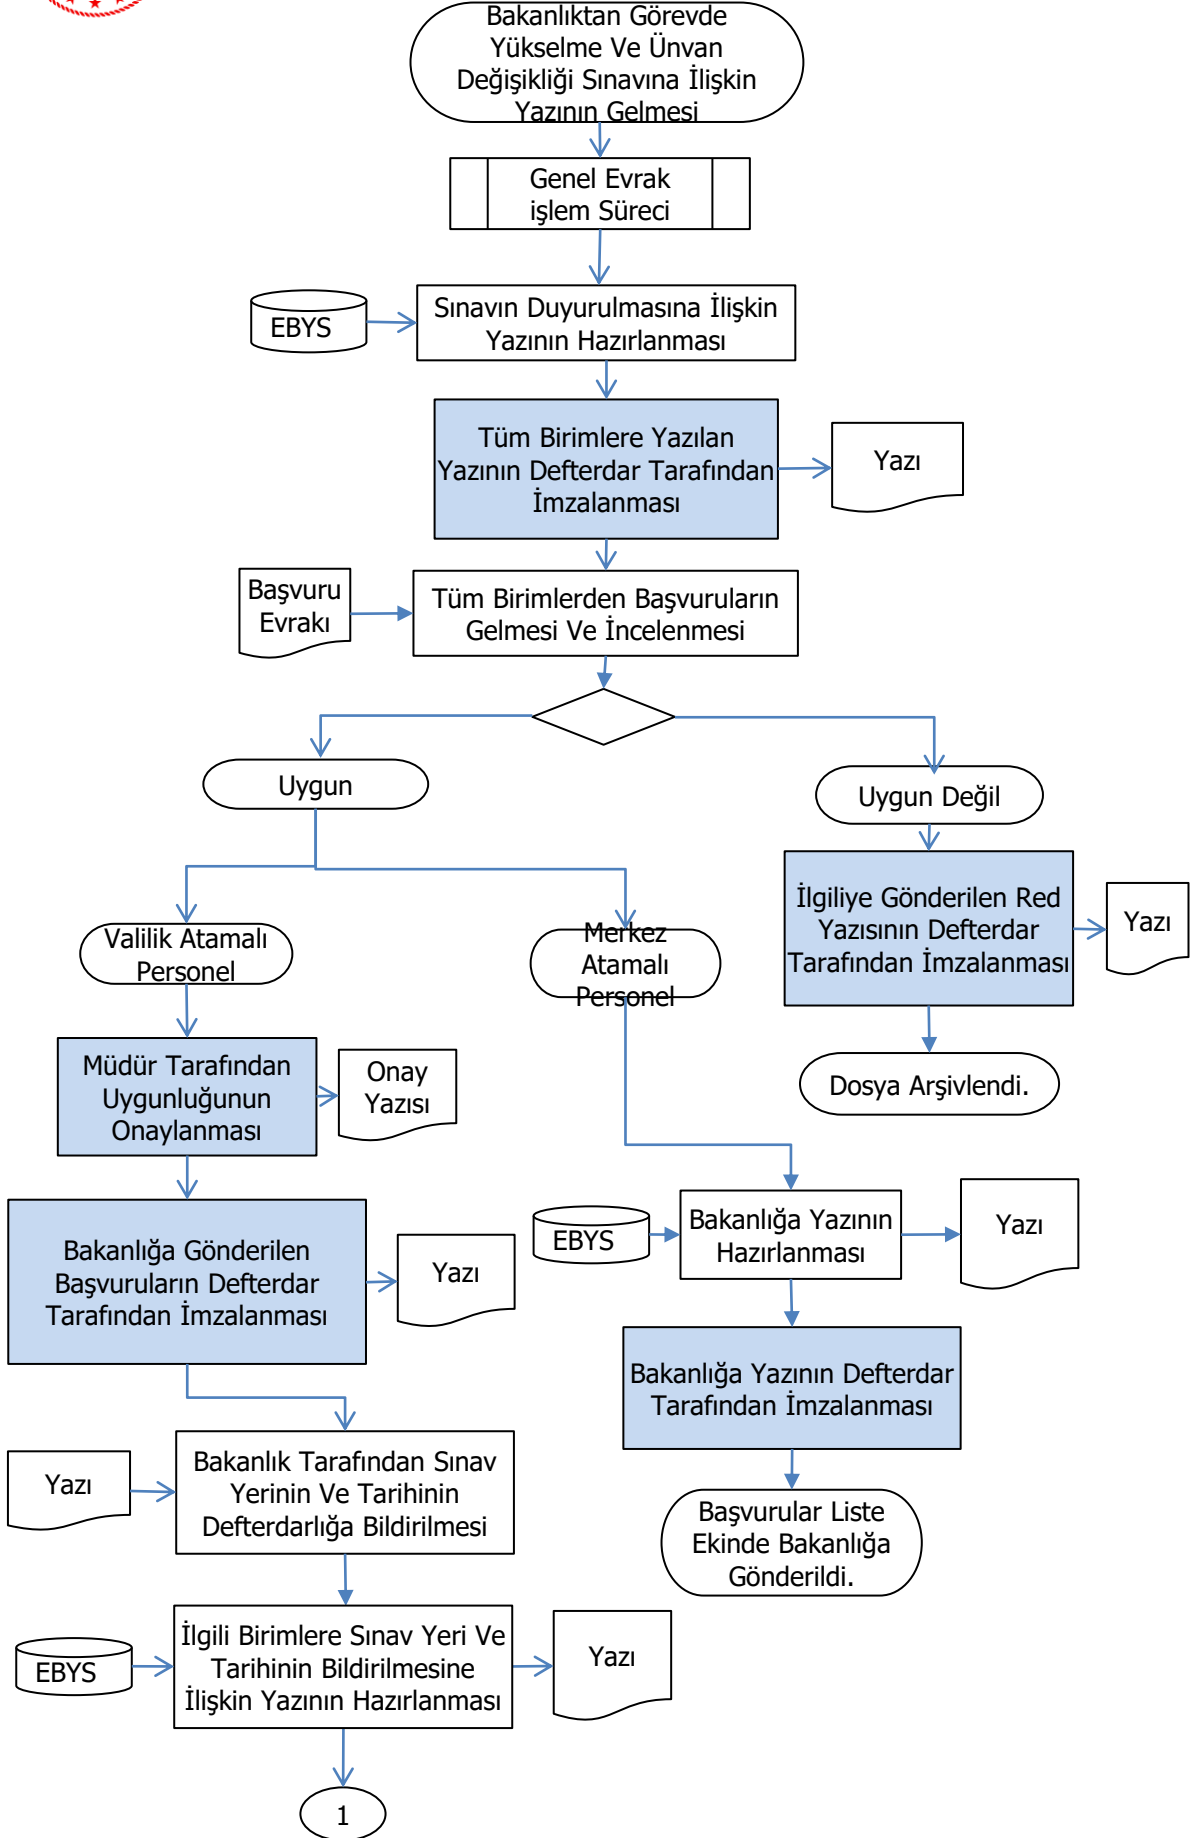 Bakanlıktan Görevde
Yükselme Ve Ünvan
Değişikliği Sınavına İlişkin
Yazının Gelmesi
Genel Evrak
işlem Süreci
EBYS
Sınavın Duyurulmasına İlişkin
Yazının Hazırlanması
Tüm Birimlere Yazılan
Yazının Defterdar Tarafından
İmzalanması
Yazı
Başvuru
Evrakı
Tüm Birimlerden Başvuruların
Gelmesi Ve İncelenmesi
Uygun
Uygun Değil
İlgiliye Gönderilen Red
Yazısının Defterdar
Tarafından İmzalanması
Yazı
Valilik Atamalı
Personel
Merkez
Atamalı
Personel
Dosya Arşivlendi.
Müdür Tarafından
Uygunluğunun
Onaylanması
Onay
Yazısı
Bakanlığa Gönderilen
Başvuruların Defterdar
Tarafından İmzalanması
Yazı
EBYS
Bakanlığa Yazının
Hazırlanması
Yazı
Bakanlığa Yazının Defterdar
Tarafından İmzalanması
Yazı
Bakanlık Tarafından Sınav
Yerinin Ve Tarihinin
Defterdarlığa Bildirilmesi
Başvurular Liste
Ekinde Bakanlığa
Gönderildi.
EBYS
İlgili Birimlere Sınav Yeri Ve
Tarihinin Bildirilmesine
İlişkin Yazının Hazırlanması
Yazı
1